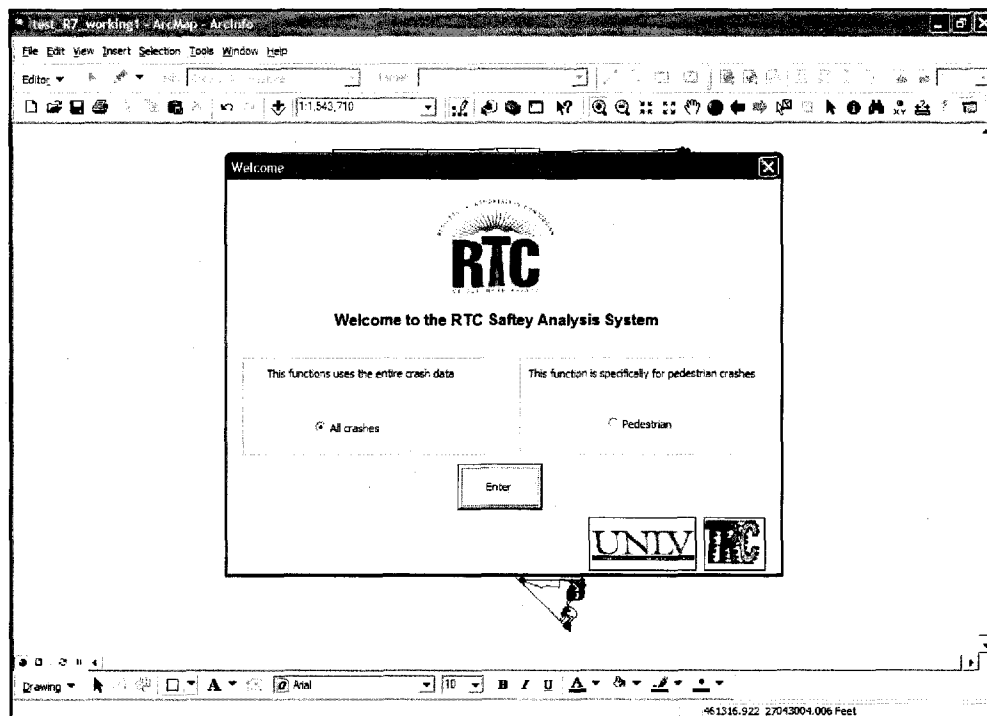 test_R7_working1 - ArcMap - ArcInfo
File Edit View Insert Selection Tools Window Help
Editor
1:1,543,710
Welcome
RTC
Welcome to the RTC Saftey Analysis System
This functions uses the entire crash data
This function is specifically for pedestrian crashes
All crashes
Pedestrian
Enter
UNLV TRC
Drawing A Arial 10 B I U A
461316.922 27043004.006 Feet